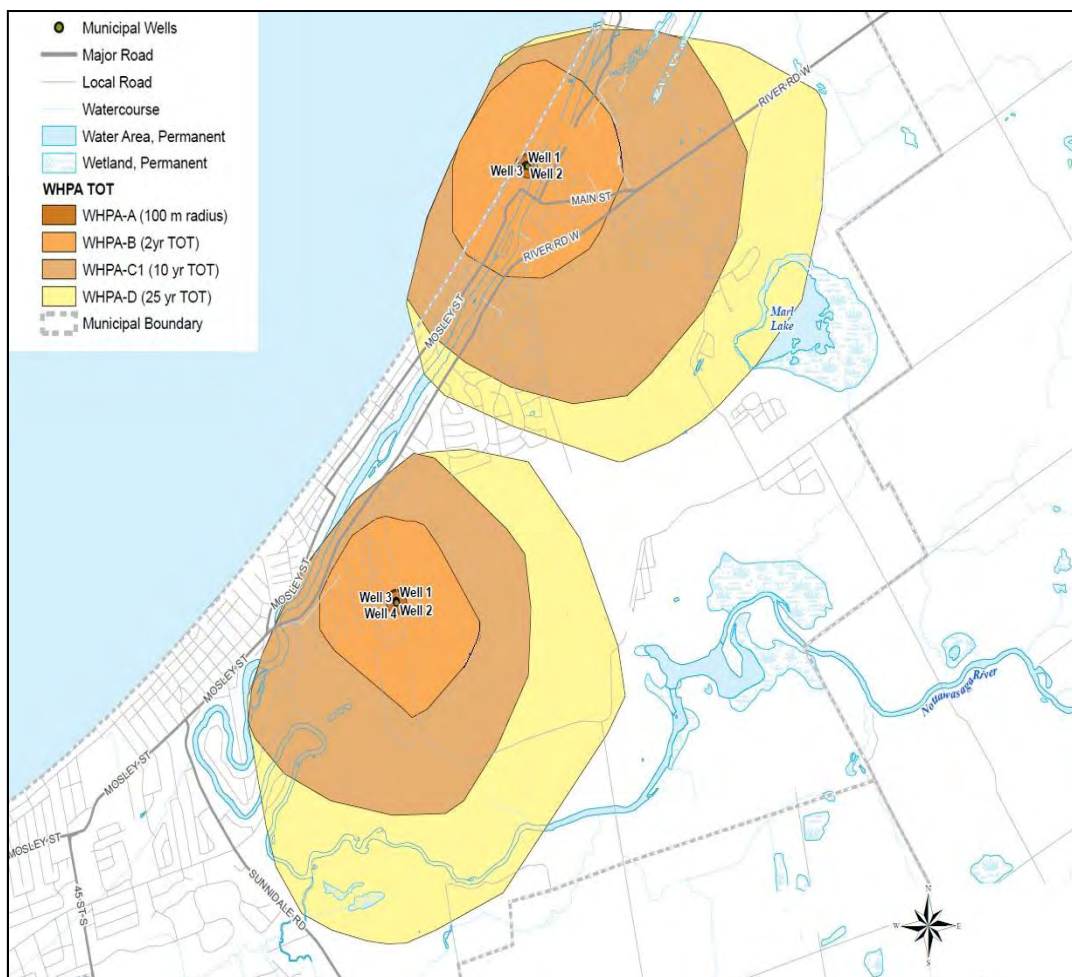 Municipal Wells
Major Road
Local Road
Watercourse
Water Area, Permanent
Wetland, Permanent
WHPA TOT
WHPA-A (100 m radius)
WHPA-B (2yr TOT)
WHPA-C1 (10 yr TOT)
WHPA-D (25 yr TOT)
Municipal Boundary
RIVER RD W
Well 1
Well 3
Well 2
MAIN ST
RIVER RD W
MOSLEY ST
Marl
Lake
MOSLEY ST
Well 3 Well 1
Well 4 Well 2
MOSLEY ST
Nottawasaga River
MOSLEY ST
MOSLEY ST
SUNNIDALE RD
45 ST S
N
W E
S